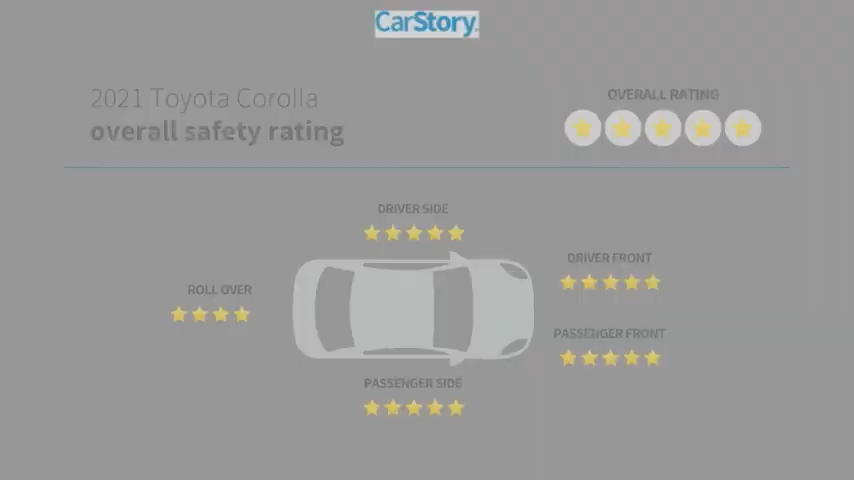 CarStory.
2021 Toyota Corolla
overall safety rating
OVERALL RATING
DRIVER SIDE
DRIVER FRONT
ROLL OVER
PASSENGER FRONT
PASSENGER SIDE